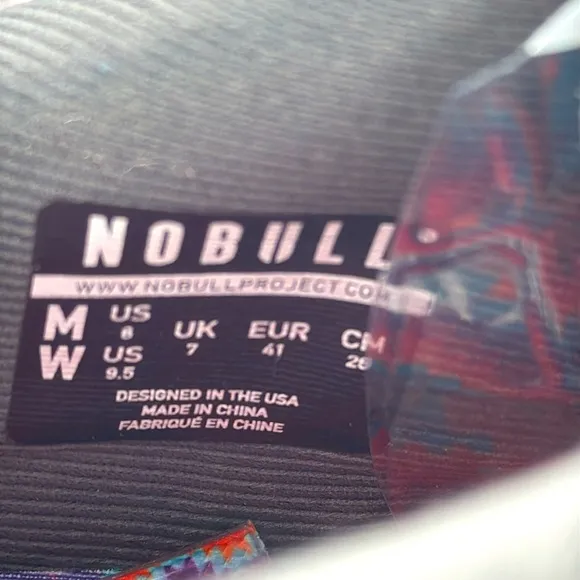 NOBULL
WWW.NOBULLPROJECT.COM
M US 8 UK 7 EUR 41 CM 26
W US 9.5
DESIGNED IN THE USA
MADE IN CHINA
FABRIQUÉ EN CHINE